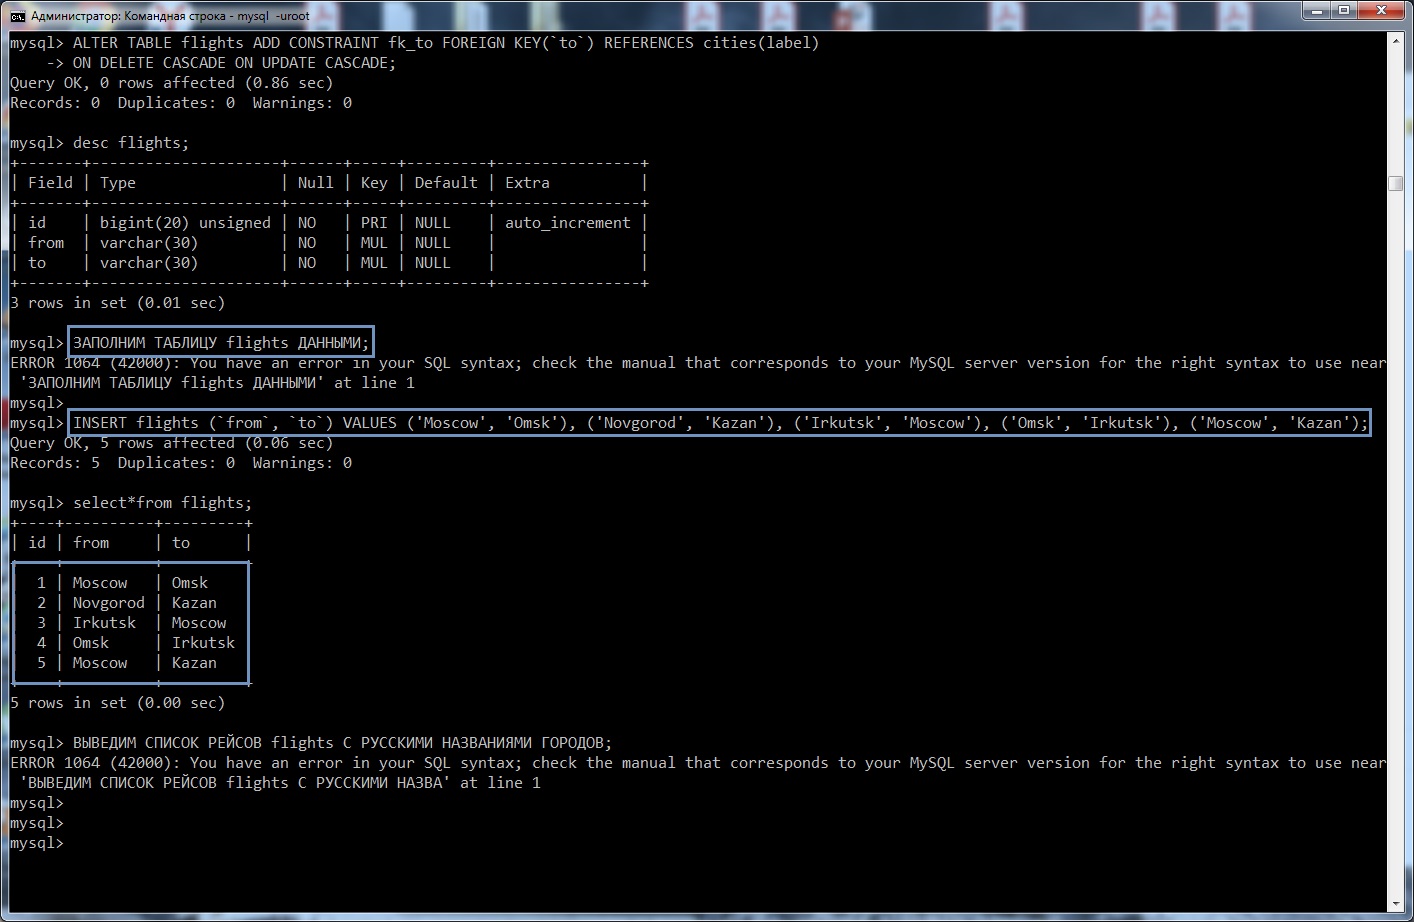 Администратор: Командная строка - mysql -uroot
mysql> ALTER TABLE flights ADD CONSTRAINT fk_to FOREIGN KEY(`to`) REFERENCES cities(label)
    -> ON DELETE CASCADE ON UPDATE CASCADE;
Query OK, 0 rows affected (0.86 sec)
Records: 0  Duplicates: 0  Warnings: 0
mysql> desc flights;
+-------+---------------------+------+-----+---------+----------------+
| Field | Type                | Null | Key | Default | Extra          |
+-------+---------------------+------+-----+---------+----------------+
| id    | bigint(20) unsigned | NO   | PRI | NULL    | auto_increment |
| from  | varchar(30)         | NO   | MUL | NULL    |                |
| to    | varchar(30)         | NO   | MUL | NULL    |                |
+-------+---------------------+------+-----+---------+----------------+
3 rows in set (0.01 sec)
mysql> ЗАПОЛНИМ ТАБЛИЦУ flights ДАННЫМИ;
ERROR 1064 (42000): You have an error in your SQL syntax; check the manual that corresponds to your MySQL server version for the right syntax to use near
 'ЗАПОЛНИМ ТАБЛИЦУ flights ДАННЫМИ' at line 1
mysql>
mysql> INSERT flights (`from`, `to`) VALUES ('Moscow', 'Omsk'), ('Novgorod', 'Kazan'), ('Irkutsk', 'Moscow'), ('Omsk', 'Irkutsk'), ('Moscow', 'Kazan');
Query OK, 5 rows affected (0.06 sec)
Records: 5  Duplicates: 0  Warnings: 0
mysql> select*from flights;
+----+----------+---------+
| id | from     | to      |
+----+----------+---------+
|  1 | Moscow   | Omsk    |
|  2 | Novgorod | Kazan   |
|  3 | Irkutsk  | Moscow  |
|  4 | Omsk     | Irkutsk |
|  5 | Moscow   | Kazan   |
+----+----------+---------+
5 rows in set (0.00 sec)
mysql> ВЫВЕДИМ СПИСОК РЕЙСОВ flights С РУССКИМИ НАЗВАНИЯМИ ГОРОДОВ;
ERROR 1064 (42000): You have an error in your SQL syntax; check the manual that corresponds to your MySQL server version for the right syntax to use near
 'ВЫВЕДИМ СПИСОК РЕЙСОВ flights С РУССКИМИ НАЗВА' at line 1
mysql>
mysql>
mysql>